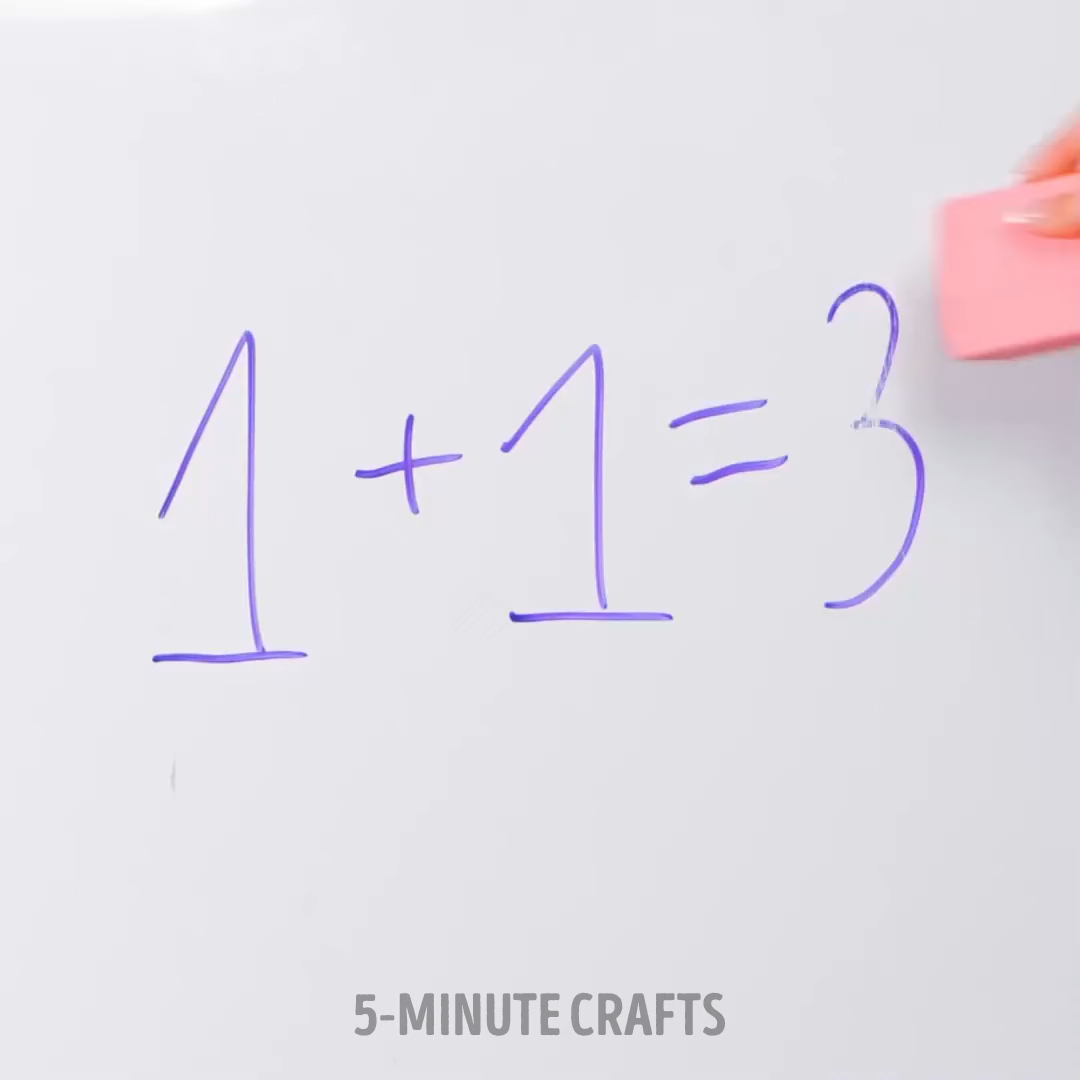 1 + 1 = 3
5-MINUTE CRAFTS